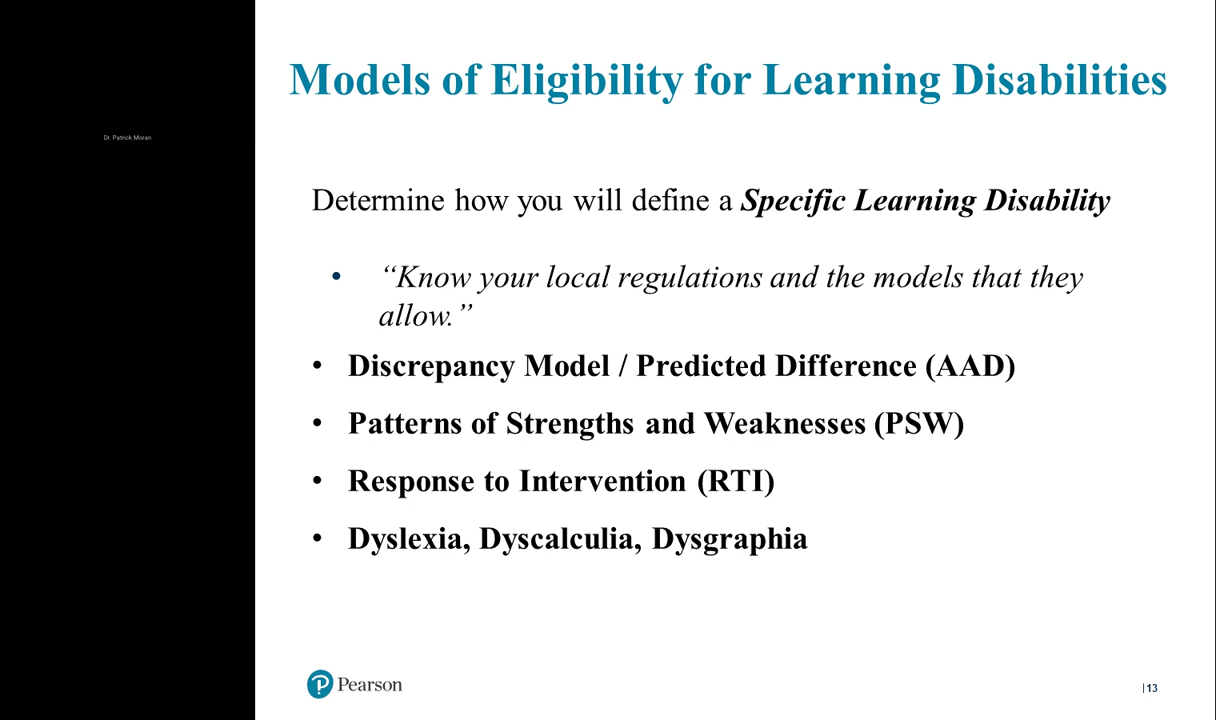 Dr. Patrick Moran
Models of Eligibility for Learning Disabilities
Determine how you will define a Specific Learning Disability
• “Know your local regulations and the models that they
allow.”
• Discrepancy Model / Predicted Difference (AAD)
• Patterns of Strengths and Weaknesses (PSW)
• Response to Intervention (RTI)
• Dyslexia, Dyscalculia, Dysgraphia
Pearson
| 13